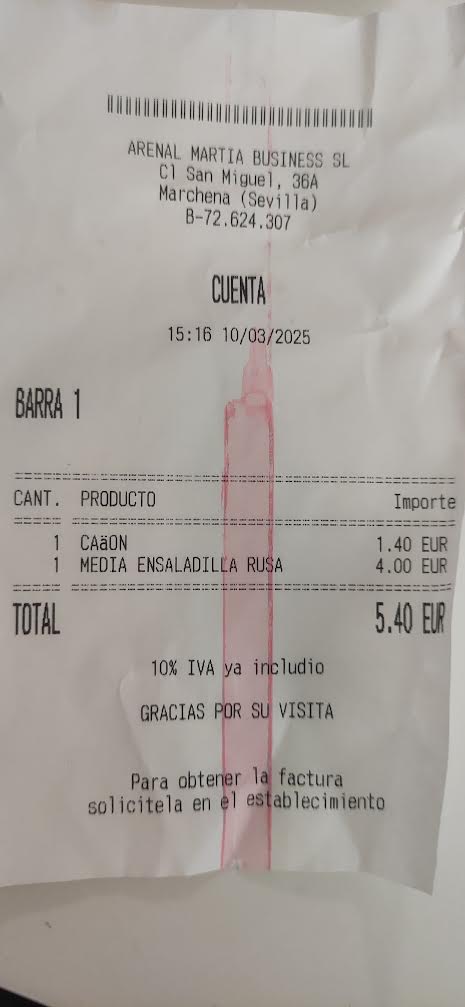 ARENAL MARTIA BUSINESS SL
Cl San Miguel, 36A
Marchena (Sevilla)
B-72.624.307
CUENTA
15:16 10/03/2025
BARRA 1
CANT. PRODUCTO Importe
1 CAäON 1.40 EUR
1 MEDIA ENSALADILLA RUSA 4.00 EUR
TOTAL 5.40 EUR
10% IVA ya includio
GRACIAS POR SU VISITA
Para obtener la factura
solicitela en el establecimiento